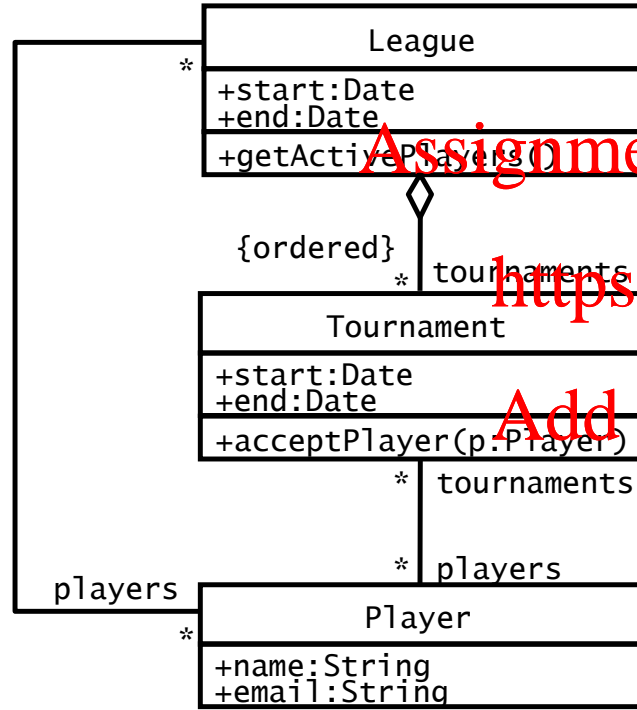 League
*
+start:Date
+end:Date
+getActivePlayers()
Assignme
{ordered}
* tournaments
https
Tournament
+start:Date
+end:Date
Add
+acceptPlayer(p:Player)
* tournaments
* players
players
*
Player
+name:String
+email:String